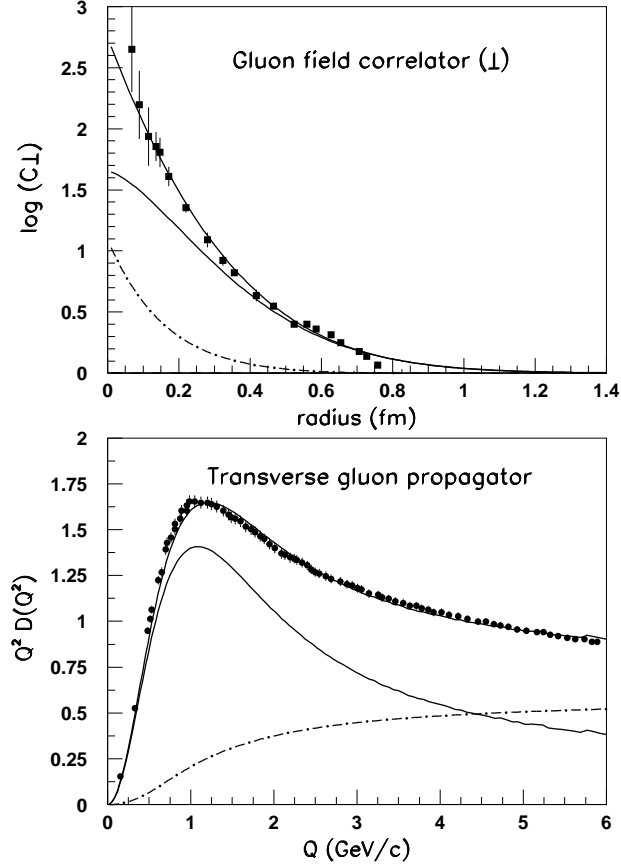 Gluon field correlator (⊥)
log (C⊥)
3
2.5
2
1.5
1
0.5
0
0 0.2 0.4 0.6 0.8 1 1.2 1.4
radius (fm)
Transverse gluon propagator
Q² D(Q²)
2
1.75
1.5
1.25
1
0.75
0.5
0.25
0
0 1 2 3 4 5 6
Q (GeV/c)